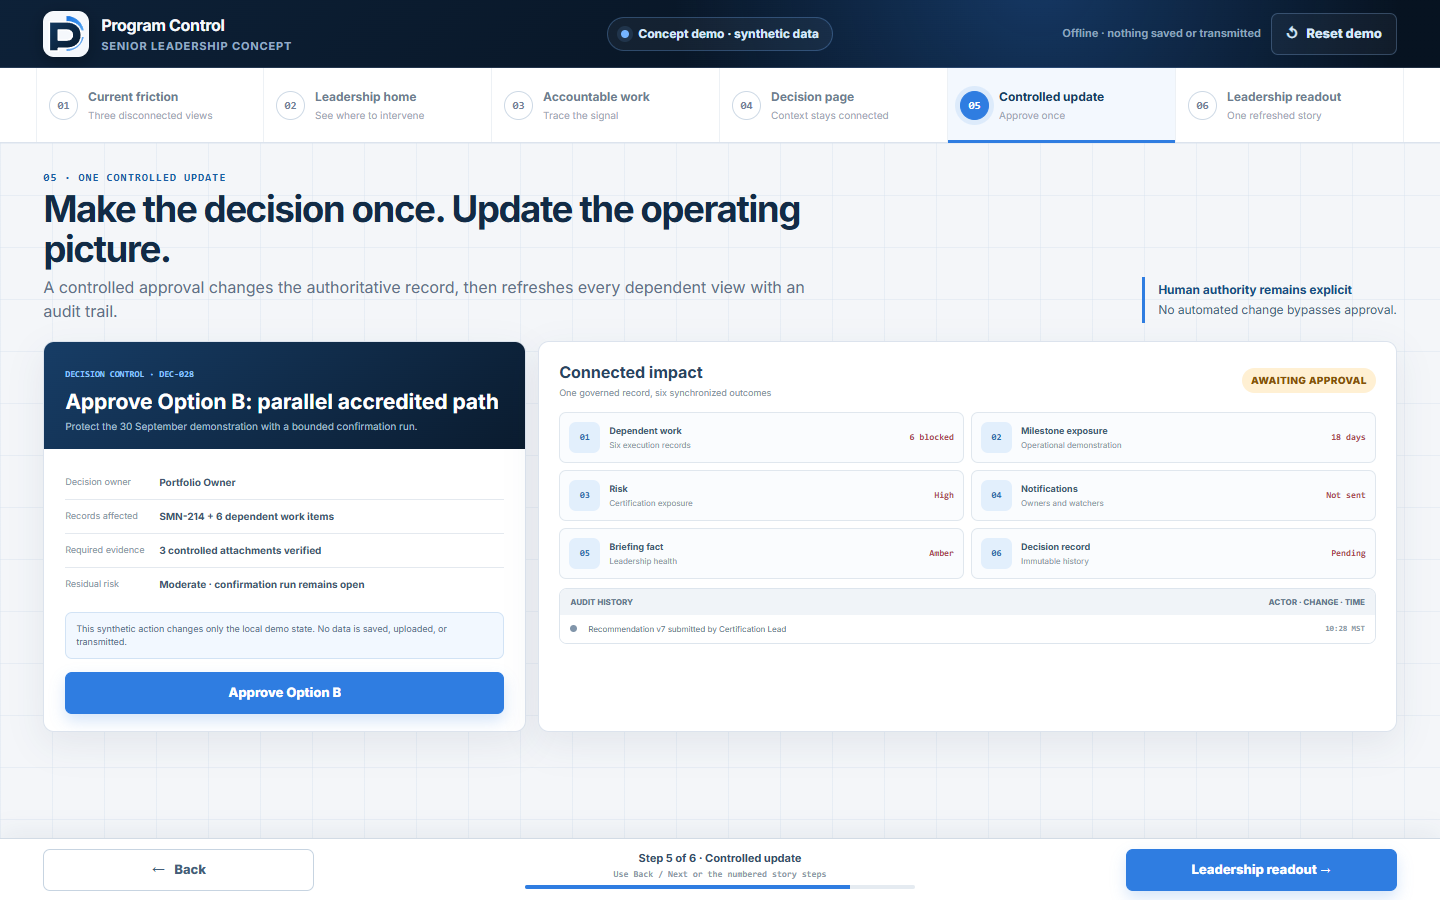 Program Control
SENIOR LEADERSHIP CONCEPT
Concept demo · synthetic data
Offline · nothing saved or transmitted
Reset demo
01
Current friction
Three disconnected views
02
Leadership home
See where to intervene
03
Accountable work
Trace the signal
04
Decision page
Context stays connected
05
Controlled update
Approve once
06
Leadership readout
One refreshed story
05 · ONE CONTROLLED UPDATE
Make the decision once. Update the operating
picture.
A controlled approval changes the authoritative record, then refreshes every dependent view with an
audit trail.
Human authority remains explicit
No automated change bypasses approval.
DECISION CONTROL · DEC-028
Approve Option B: parallel accredited path
Protect the 30 September demonstration with a bounded confirmation run.
Decision owner Portfolio Owner
Records affected SMN-214 + 6 dependent work items
Required evidence 3 controlled attachments verified
Residual risk Moderate · confirmation run remains open
This synthetic action changes only the local demo state. No data is saved, uploaded, or
transmitted.
Approve Option B
Connected impact
One governed record, six synchronized outcomes
AWAITING APPROVAL
01
Dependent work
Six execution records
6 blocked
02
Milestone exposure
Operational demonstration
18 days
03
Risk
Certification exposure
High
04
Notifications
Owners and watchers
Not sent
05
Briefing fact
Leadership health
Amber
06
Decision record
Immutable history
Pending
AUDIT HISTORY
ACTOR · CHANGE · TIME
Recommendation v7 submitted by Certification Lead
10:28 MST
← Back
Step 5 of 6 · Controlled update
Use Back / Next or the numbered story steps
Leadership readout →